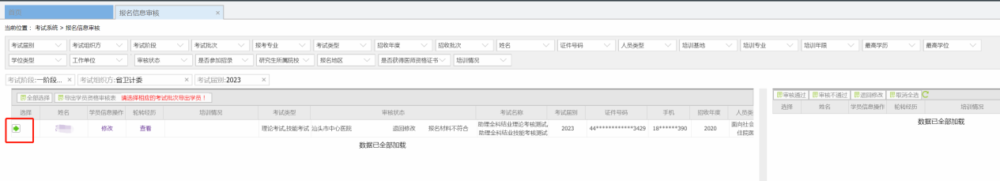 报名信息审核 ×
当前位置： 考试系统 > 报名信息审核
考试届别 考试组织方 考试阶段 考试批次 报考专业 考试类型 招收年度 招收批次 姓名 证件号码 人员类型 培训基地 培训专业 培训年限 最高学历 最高学位
学位类型 工作单位 审核状态 是否参加招录 研究生所属院校 报名地区 是否获得医师资格证书 培训情况
考试阶段:一阶段... × 考试组织方:省卫计委 × 考试届别:2023 ×
全部选择 导出学员资格审核表 请选择相应的考试批次导出学员！
选择 姓名 学员信息操作 轮转经历 培训情况 考试类型 审核状态 考试名称 考试届别 证件号码 手机 招收年度 人员类
修改 查看 理论考试,技能考试 汕头市中心医院 退回修改 报名材料不符合 助理全科结业理论考核测试, 2023 44************3429 18******390 2020 面向社会
助理全科结业技能考核测试 住院医
数据已全部加载
审核通过 审核不通过 退回修改 取消全选
选择 姓名 学员信息操作 轮转经历 培训情况
数据已全部加载